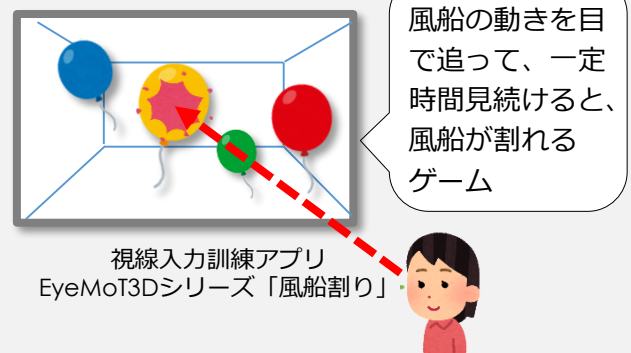 風船の動きを目
で追って、一定
時間見続けると、
風船が割れる
ゲーム
視線入力訓練アプリ
EyeMoT3Dシリーズ「風船割り」